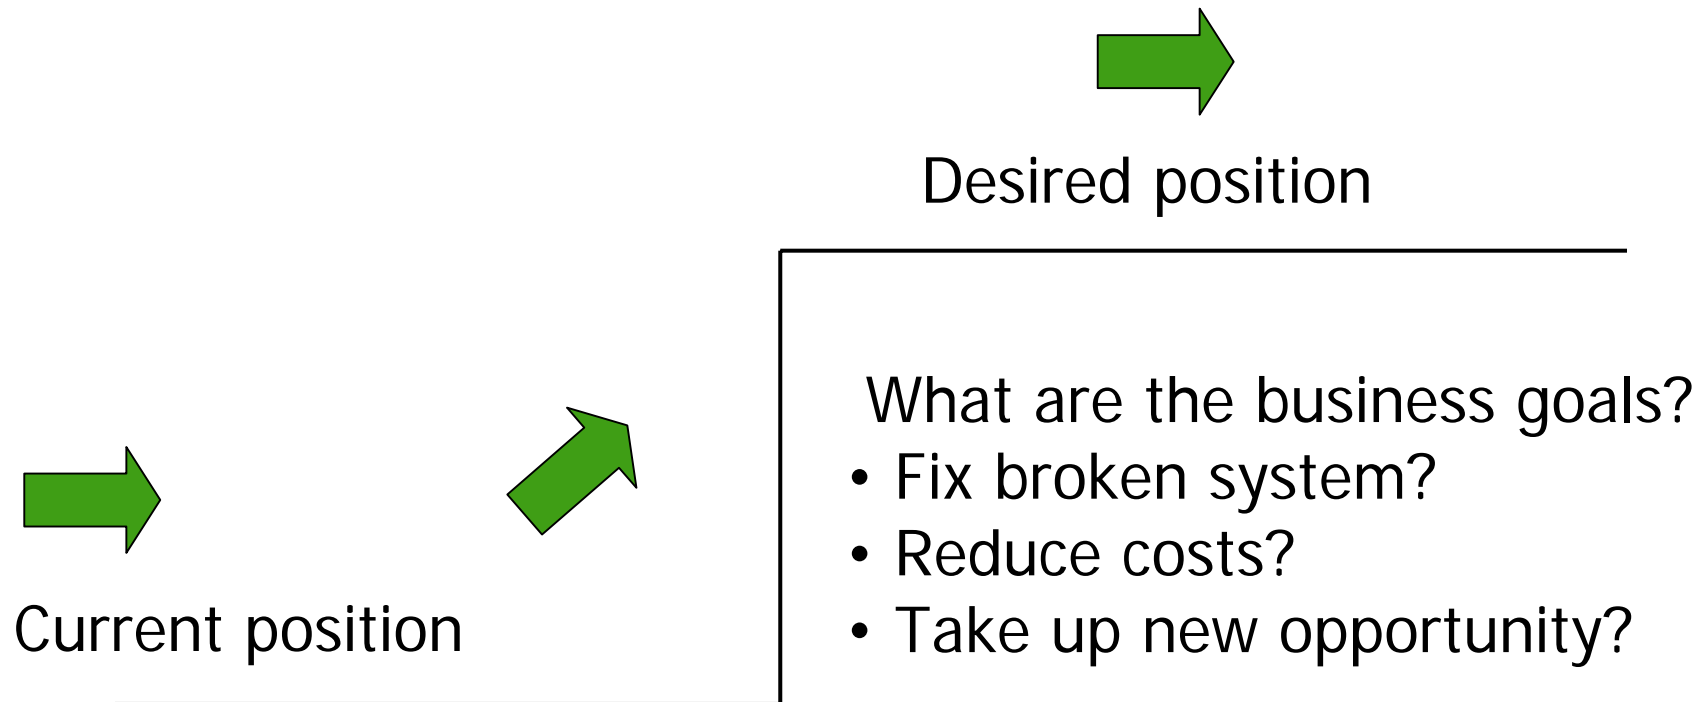 Desired position
What are the business goals?
• Fix broken system?
• Reduce costs?
• Take up new opportunity?
Current position